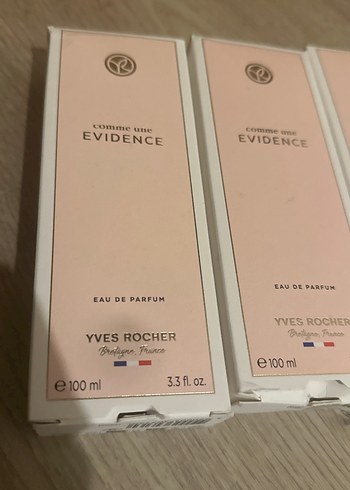 comme une
EVIDENCE
EAU DE PARFUM
YVES ROCHER
Bretagne, France
℮ 100 ml 3.3 fl. oz.
comme une
EVIDENCE
EAU DE PARFUM
YVES ROCHER
Bretagne, France
℮ 100 ml